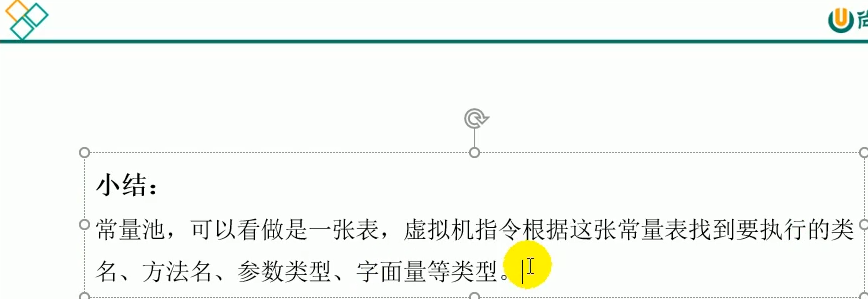 尚
小结：
常量池，可以看做是一张表，虚拟机指令根据这张常量表找到要执行的类
名、方法名、参数类型、字面量等类型。